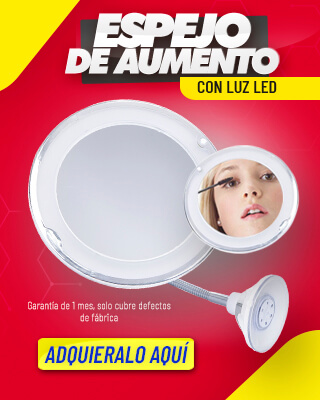 ESPEJO
DE AUMENTO
CON LUZ LED
Garantía de 1 mes, solo cubre defectos
de fábrica
ADQUIERALO AQUÍ